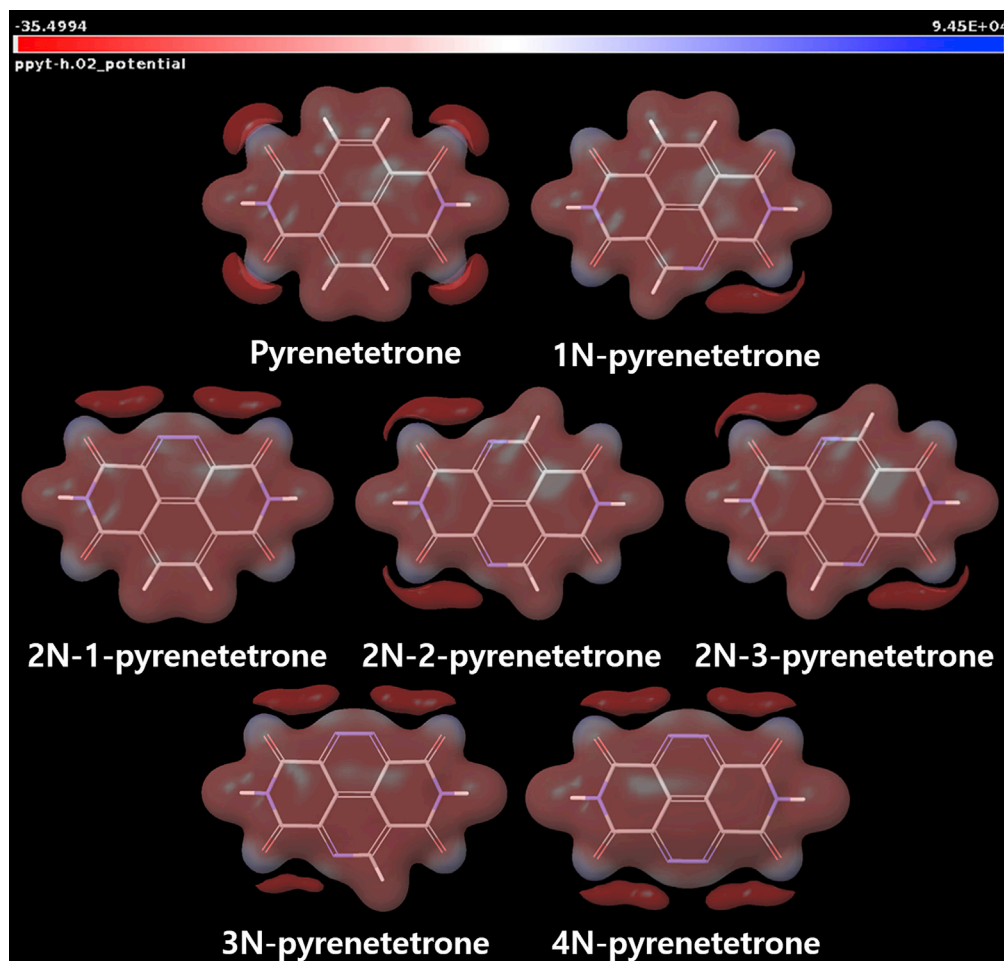 -35.4994 9.45E+04
ppyt-h.02_potential
Pyrenetetrone 1N-pyrenetetrone
2N-1-pyrenetetrone 2N-2-pyrenetetrone 2N-3-pyrenetetrone
3N-pyrenetetrone 4N-pyrenetetrone